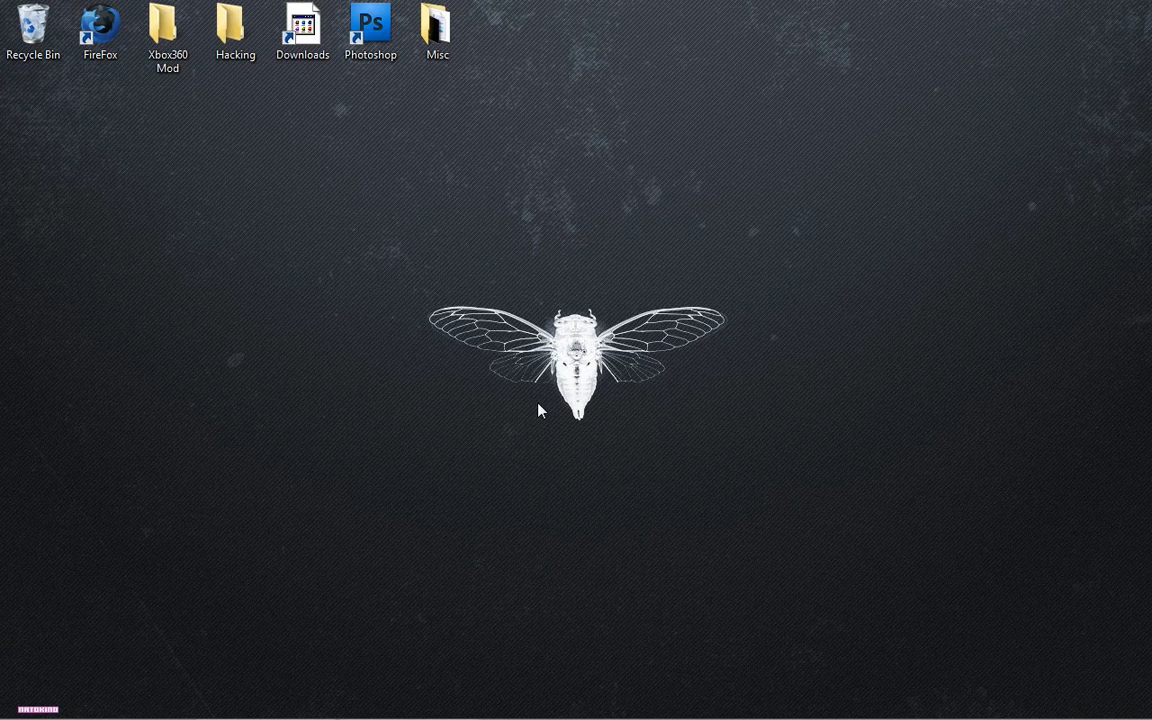 Recycle Bin
FireFox
Xbox360 Mod
Hacking
Downloads
Ps
Photoshop
Misc